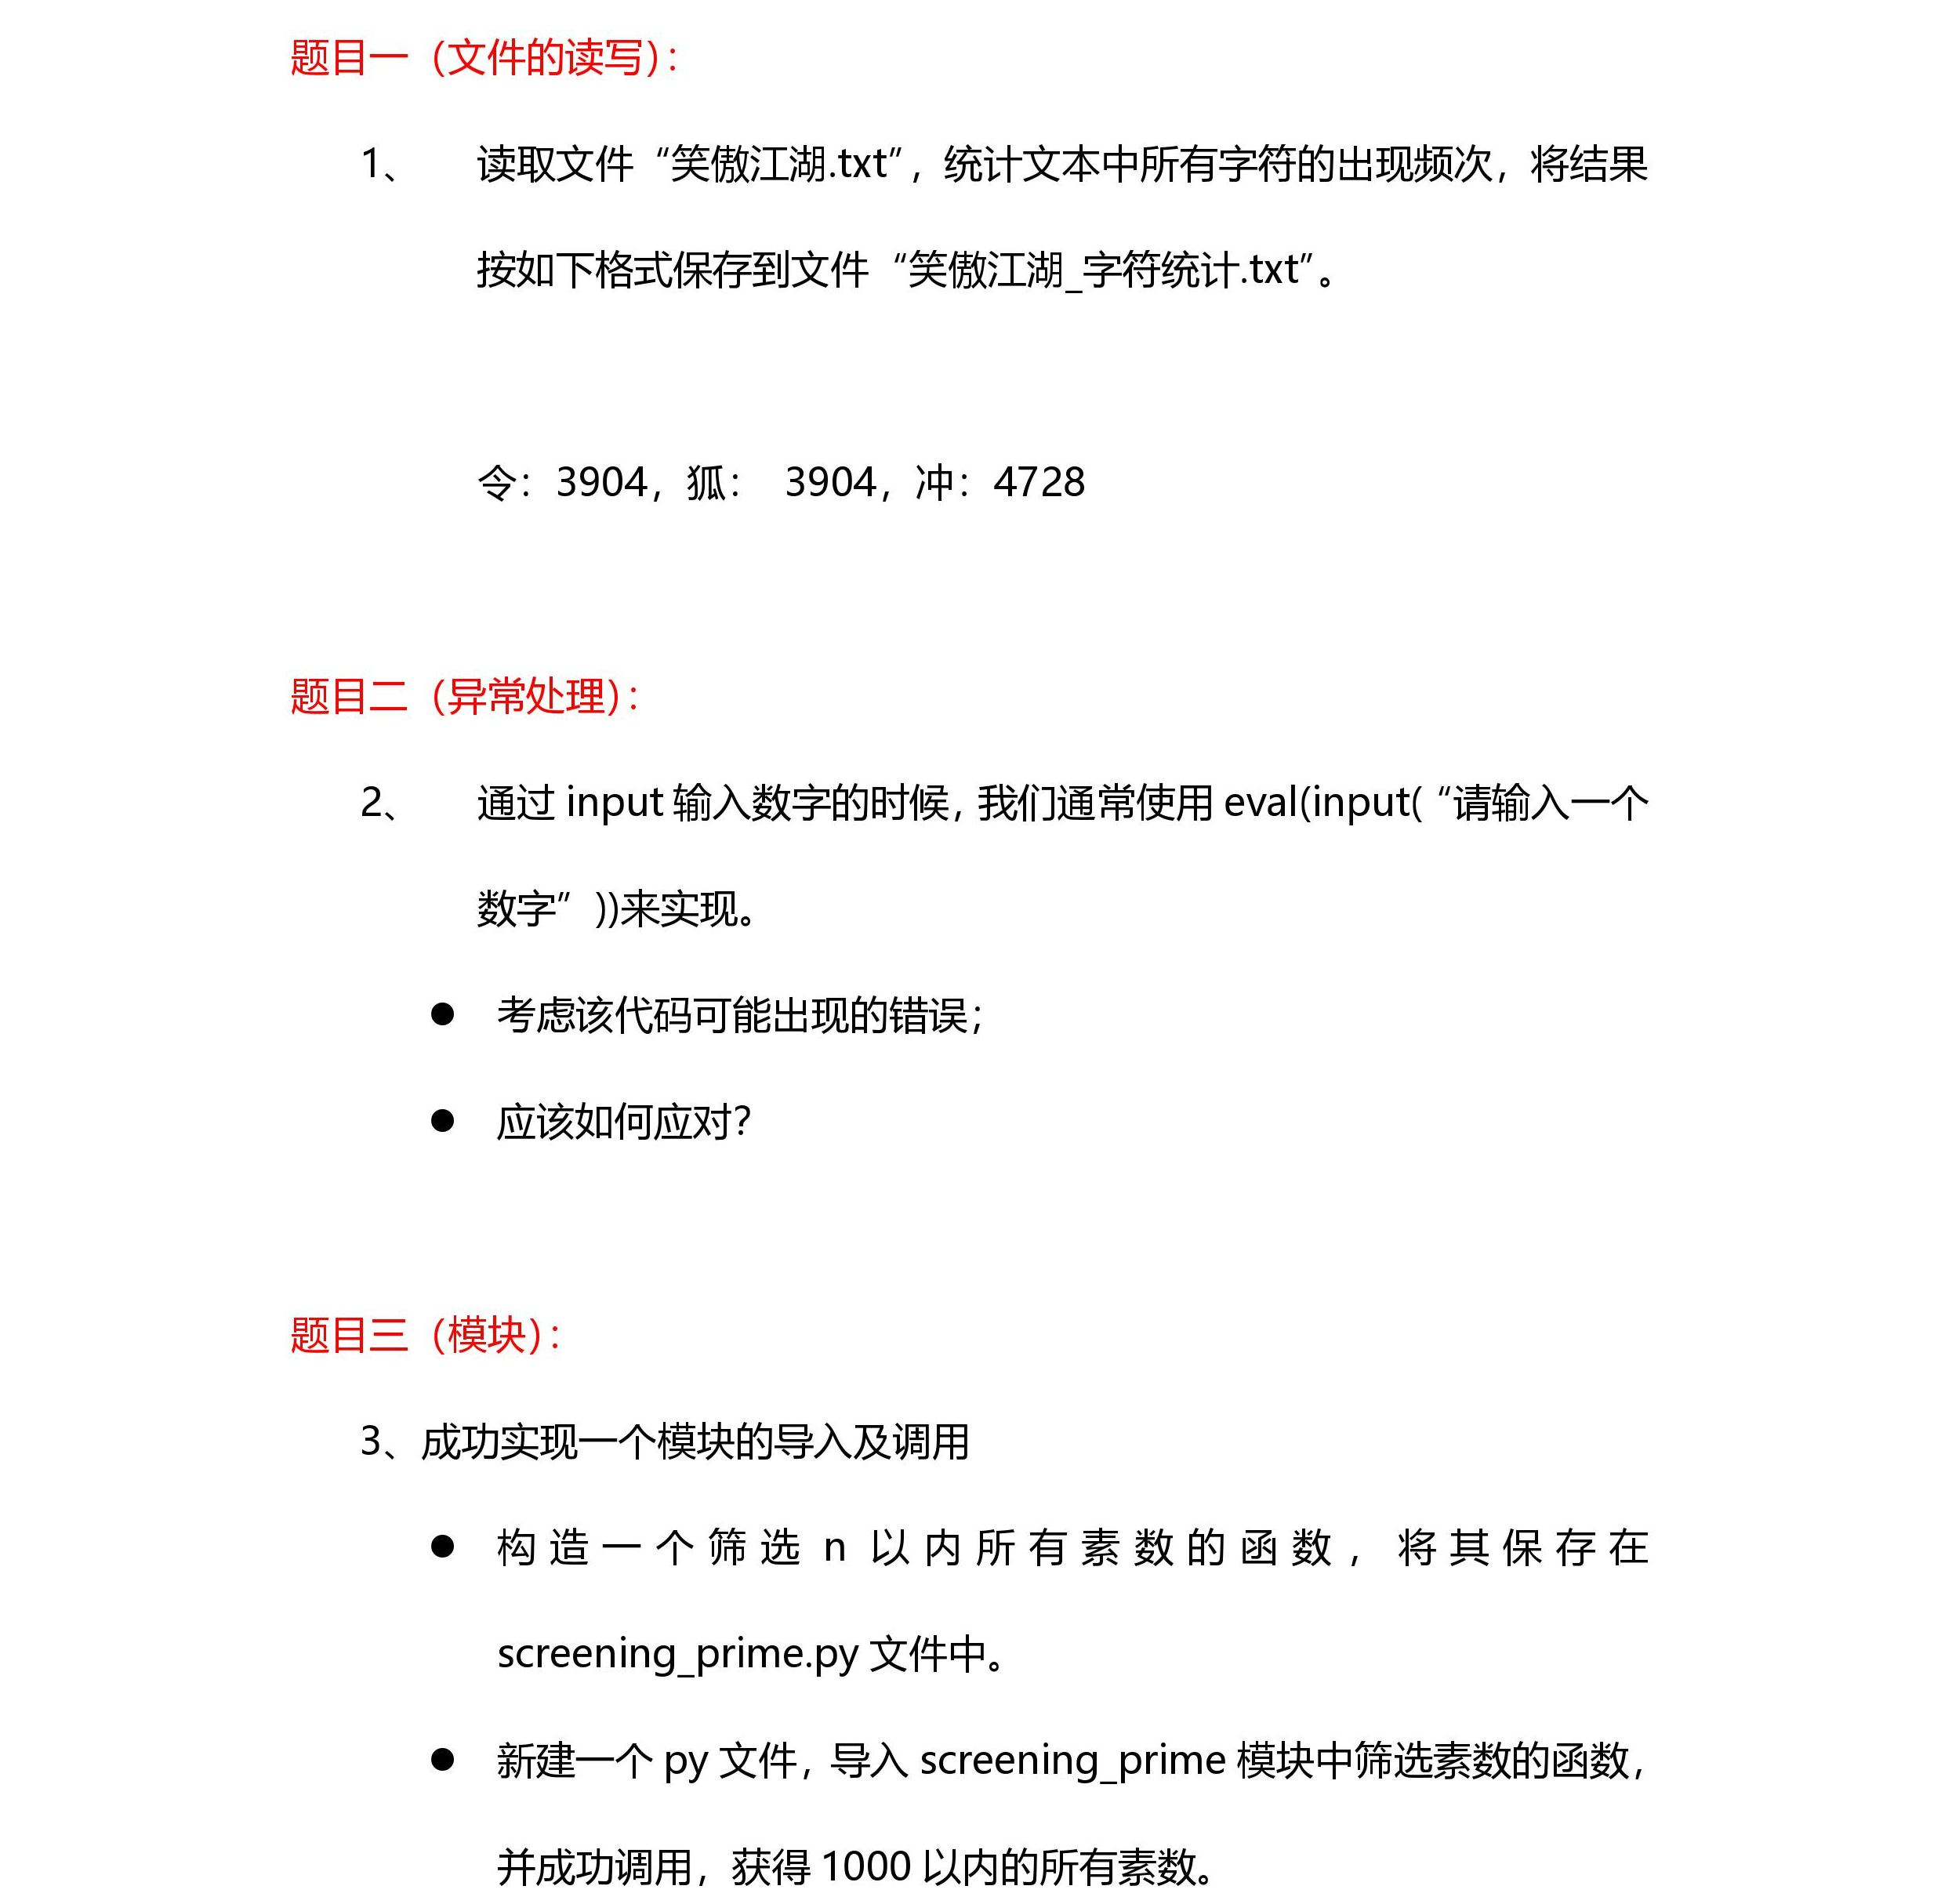 题目一（文件的读写）：
1、 读取文件“笑傲江湖.txt”，统计文本中所有字符的出现频次，将结果
按如下格式保存到文件“笑傲江湖_字符统计.txt”。
令：3904，狐： 3904，冲：4728
题目二（异常处理）：
2、 通过 input 输入数字的时候，我们通常使用 eval(input(“请输入一个
数字”))来实现。
● 考虑该代码可能出现的错误；
● 应该如何应对？
题目三（模块）：
3、成功实现一个模块的导入及调用
● 构造一个筛选 n 以内所有素数的函数，将其保存在
screening_prime.py 文件中。
● 新建一个 py 文件，导入 screening_prime 模块中筛选素数的函数，
并成功调用，获得 1000 以内的所有素数。